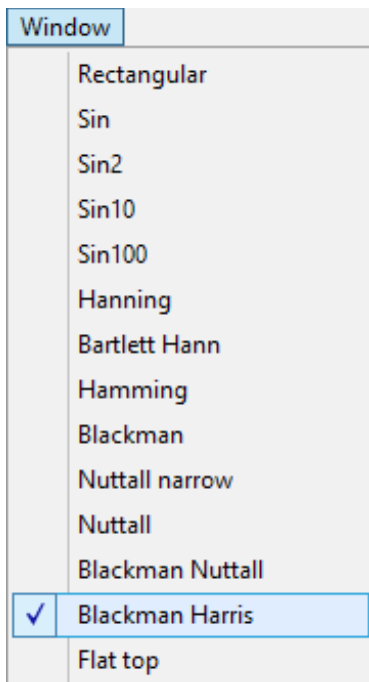 Window
Rectangular
Sin
Sin2
Sin10
Sin100
Hanning
Bartlett Hann
Hamming
Blackman
Nuttall narrow
Nuttall
Blackman Nuttall
Blackman Harris
Flat top